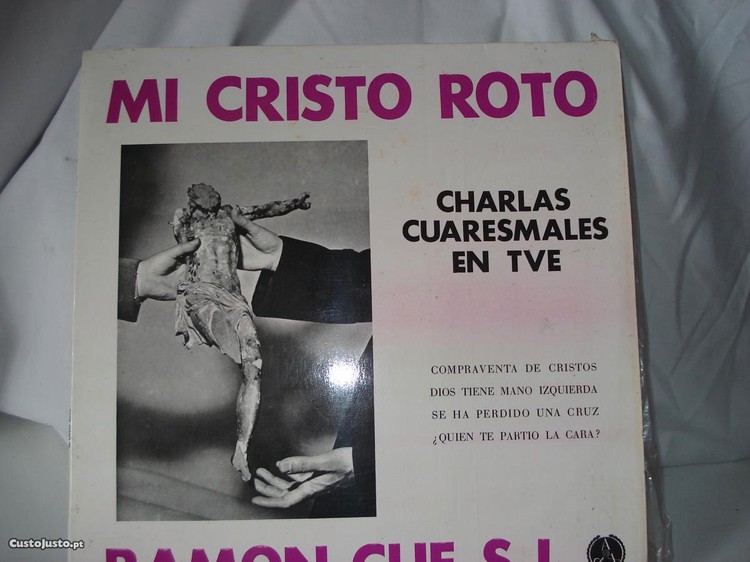 MI CRISTO ROTO
CHARLAS
CUARESMALES
EN TVE
COMPRAVENTA DE CRISTOS
DIOS TIENE MANO IZQUIERDA
SE HA PERDIDO UNA CRUZ
¿QUIEN TE PARTIO LA CARA?
RAMON CUE S.I.
CustoJusto.pt